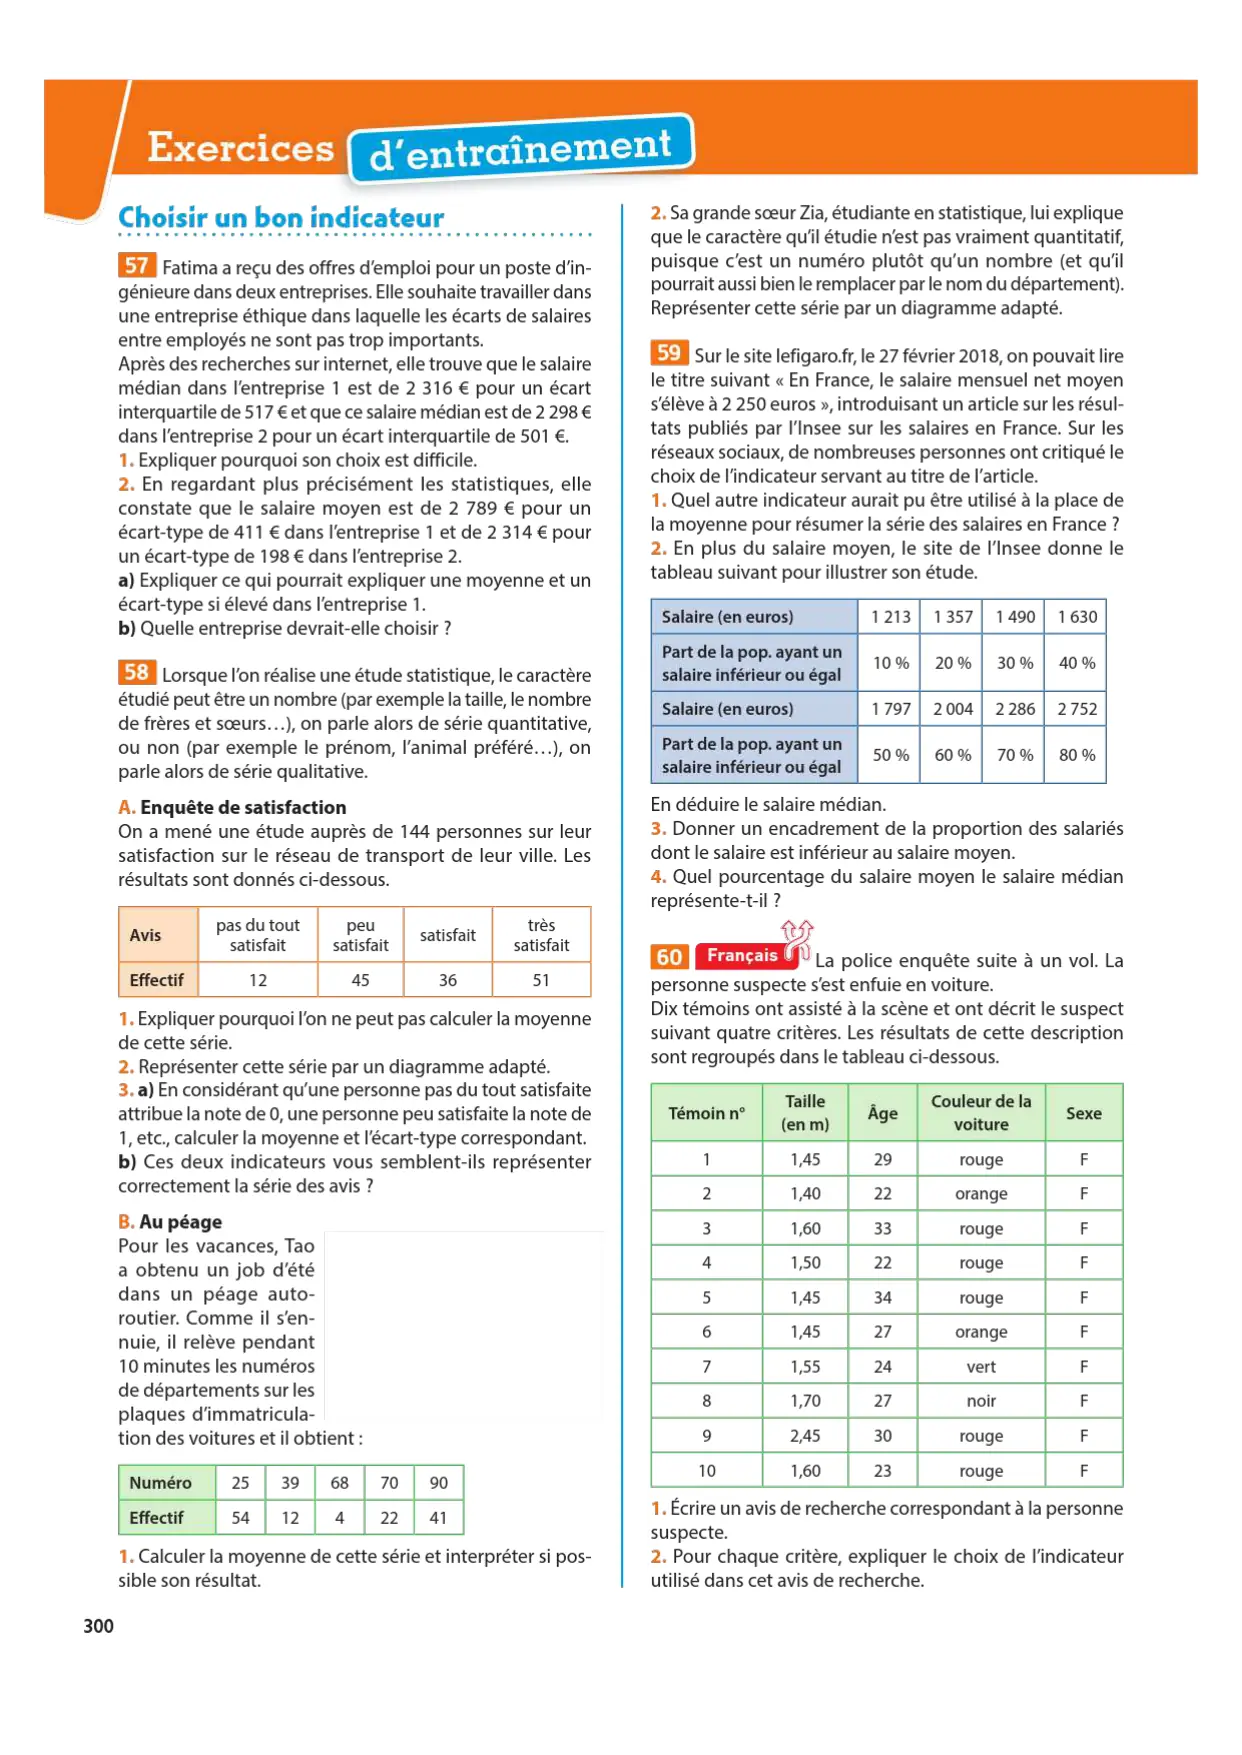 Exercices d'entraînement
Choisir un bon indicateur
57 Fatima a reçu des offres d'emploi pour un poste d'in-
génieure dans deux entreprises. Elle souhaite travailler dans
une entreprise éthique dans laquelle les écarts de salaires
entre employés ne sont pas trop importants.
Après des recherches sur internet, elle trouve que le salaire
médian dans l'entreprise 1 est de 2 316 € pour un écart
interquartile de 517 € et que ce salaire médian est de 2 298 €
dans l'entreprise 2 pour un écart interquartile de 501 €.
1. Expliquer pourquoi son choix est difficile.
2. En regardant plus précisément les statistiques, elle
constate que le salaire moyen est de 2 789 € pour un
écart-type de 411 € dans l'entreprise 1 et de 2 314 € pour
un écart-type de 198 € dans l'entreprise 2.
a) Expliquer ce qui pourrait expliquer une moyenne et un
écart-type si élevé dans l'entreprise 1.
b) Quelle entreprise devrait-elle choisir ?
58 Lorsque l'on réalise une étude statistique, le caractère
étudié peut être un nombre (par exemple la taille, le nombre
de frères et sœurs…), on parle alors de série quantitative,
ou non (par exemple le prénom, l'animal préféré…), on
parle alors de série qualitative.
A. Enquête de satisfaction
On a mené une étude auprès de 144 personnes sur leur
satisfaction sur le réseau de transport de leur ville. Les
résultats sont donnés ci-dessous.
Avis pas du tout satisfait peu satisfait satisfait très satisfait
Effectif 12 45 36 51
1. Expliquer pourquoi l'on ne peut pas calculer la moyenne
de cette série.
2. Représenter cette série par un diagramme adapté.
3. a) En considérant qu'une personne pas du tout satisfaite
attribue la note de 0, une personne peu satisfaite la note de
1, etc., calculer la moyenne et l'écart-type correspondant.
b) Ces deux indicateurs vous semblent-ils représenter
correctement la série des avis ?
B. Au péage
Pour les vacances, Tao
a obtenu un job d'été
dans un péage auto-
routier. Comme il s'en-
nuie, il relève pendant
10 minutes les numéros
de départements sur les
plaques d'immatricula-
tion des voitures et il obtient :
Numéro 25 39 68 70 90
Effectif 54 12 4 22 41
1. Calculer la moyenne de cette série et interpréter si pos-
sible son résultat.
2. Sa grande sœur Zia, étudiante en statistique, lui explique
que le caractère qu'il étudie n'est pas vraiment quantitatif,
puisque c'est un numéro plutôt qu'un nombre (et qu'il
pourrait aussi bien le remplacer par le nom du département).
Représenter cette série par un diagramme adapté.
59 Sur le site lefigaro.fr, le 27 février 2018, on pouvait lire
le titre suivant « En France, le salaire mensuel net moyen
s'élève à 2 250 euros », introduisant un article sur les résul-
tats publiés par l'Insee sur les salaires en France. Sur les
réseaux sociaux, de nombreuses personnes ont critiqué le
choix de l'indicateur servant au titre de l'article.
1. Quel autre indicateur aurait pu être utilisé à la place de
la moyenne pour résumer la série des salaires en France ?
2. En plus du salaire moyen, le site de l'Insee donne le
tableau suivant pour illustrer son étude.
Salaire (en euros) 1 213 1 357 1 490 1 630
Part de la pop. ayant un salaire inférieur ou égal 10 % 20 % 30 % 40 %
Salaire (en euros) 1 797 2 004 2 286 2 752
Part de la pop. ayant un salaire inférieur ou égal 50 % 60 % 70 % 80 %
En déduire le salaire médian.
3. Donner un encadrement de la proportion des salariés
dont le salaire est inférieur au salaire moyen.
4. Quel pourcentage du salaire moyen le salaire médian
représente-t-il ?
60 Français La police enquête suite à un vol. La
personne suspecte s'est enfuie en voiture.
Dix témoins ont assisté à la scène et ont décrit le suspect
suivant quatre critères. Les résultats de cette description
sont regroupés dans le tableau ci-dessous.
Témoin n° Taille (en m) Âge Couleur de la voiture Sexe
1 1,45 29 rouge F
2 1,40 22 orange F
3 1,60 33 rouge F
4 1,50 22 rouge F
5 1,45 34 rouge F
6 1,45 27 orange F
7 1,55 24 vert F
8 1,70 27 noir F
9 2,45 30 rouge F
10 1,60 23 rouge F
1. Écrire un avis de recherche correspondant à la personne
suspecte.
2. Pour chaque critère, expliquer le choix de l'indicateur
utilisé dans cet avis de recherche.
300